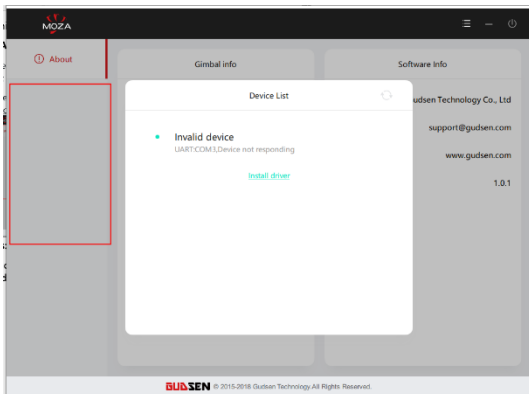 MOZA
About
Gimbal info
Software Info
Device List
Invalid device
UART:COM3,Device not responding
Install driver
udsen Technology Co., Ltd
support@gudsen.com
www.gudsen.com
1.0.1
GUDSEN © 2015-2018 Gudsen Technology.All Rights Reserved.